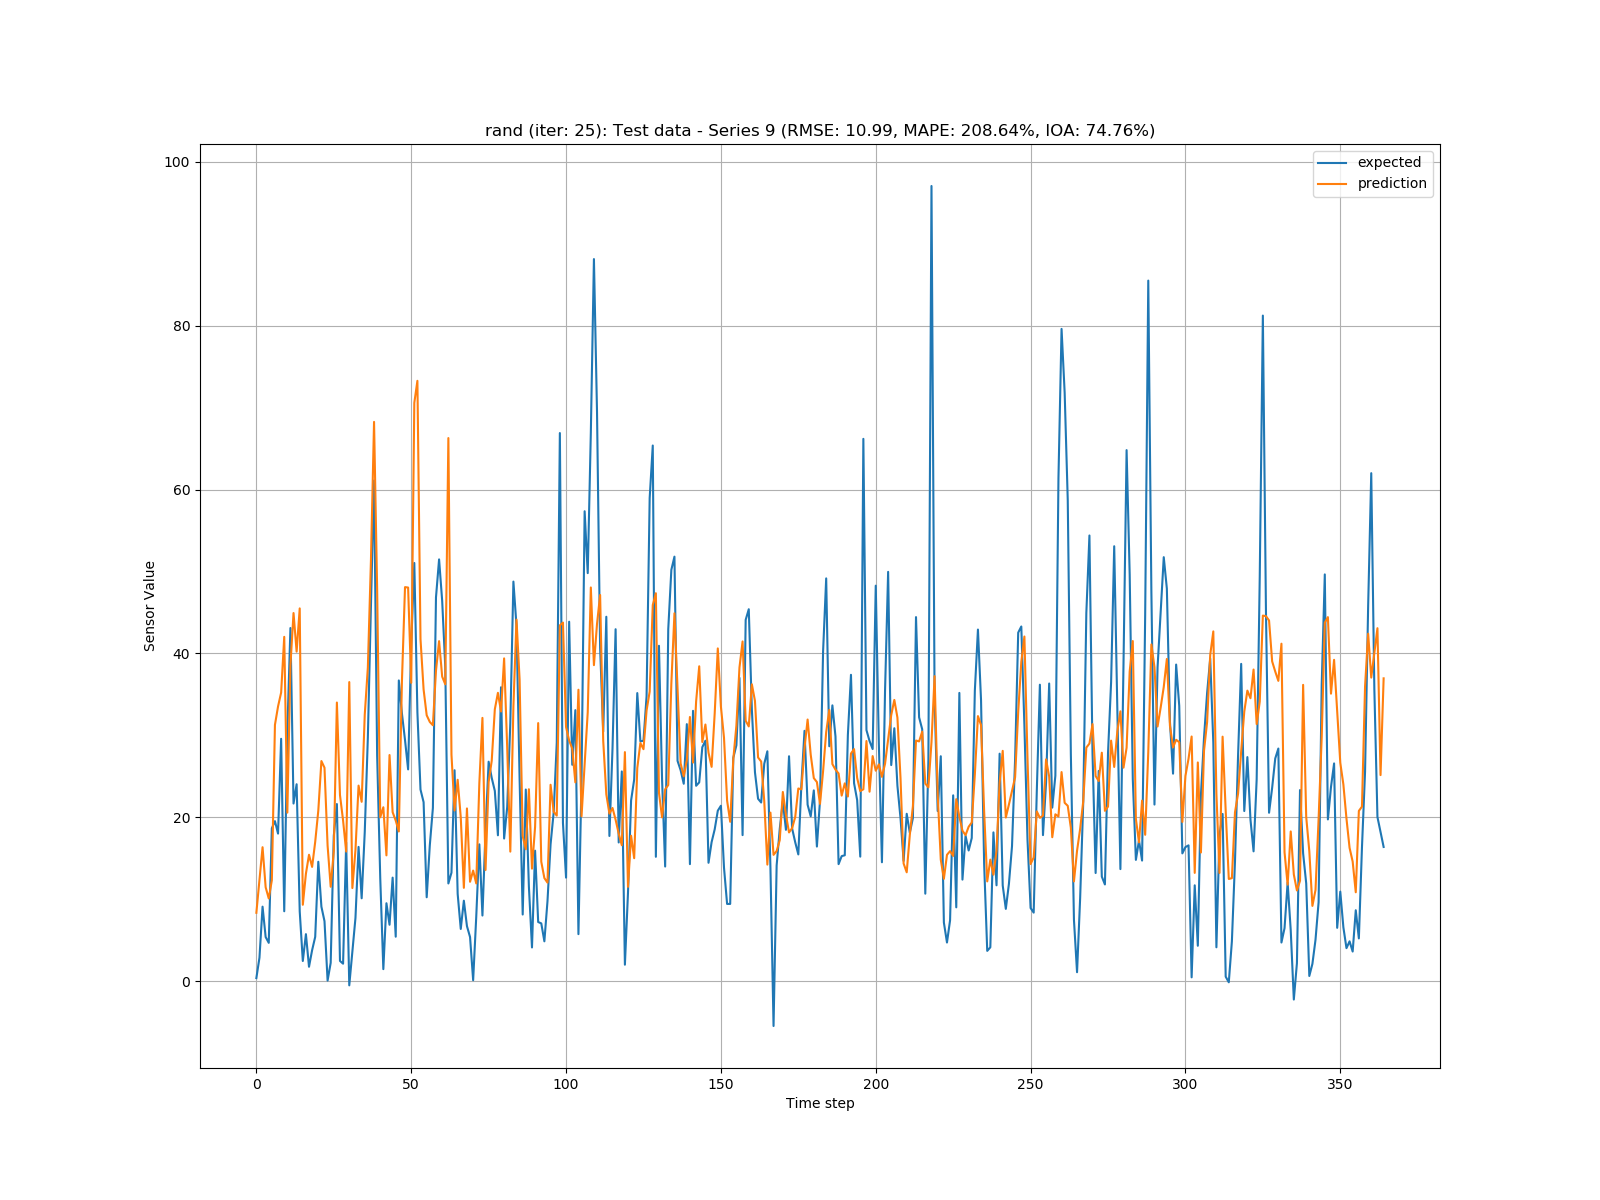 rand (iter: 25): Test data - Series 9 (RMSE: 10.99, MAPE: 208.64%, IOA: 74.76%)
expected
prediction
Sensor Value
100
80
60
40
20
0
0 50 100 150 200 250 300 350
Time step